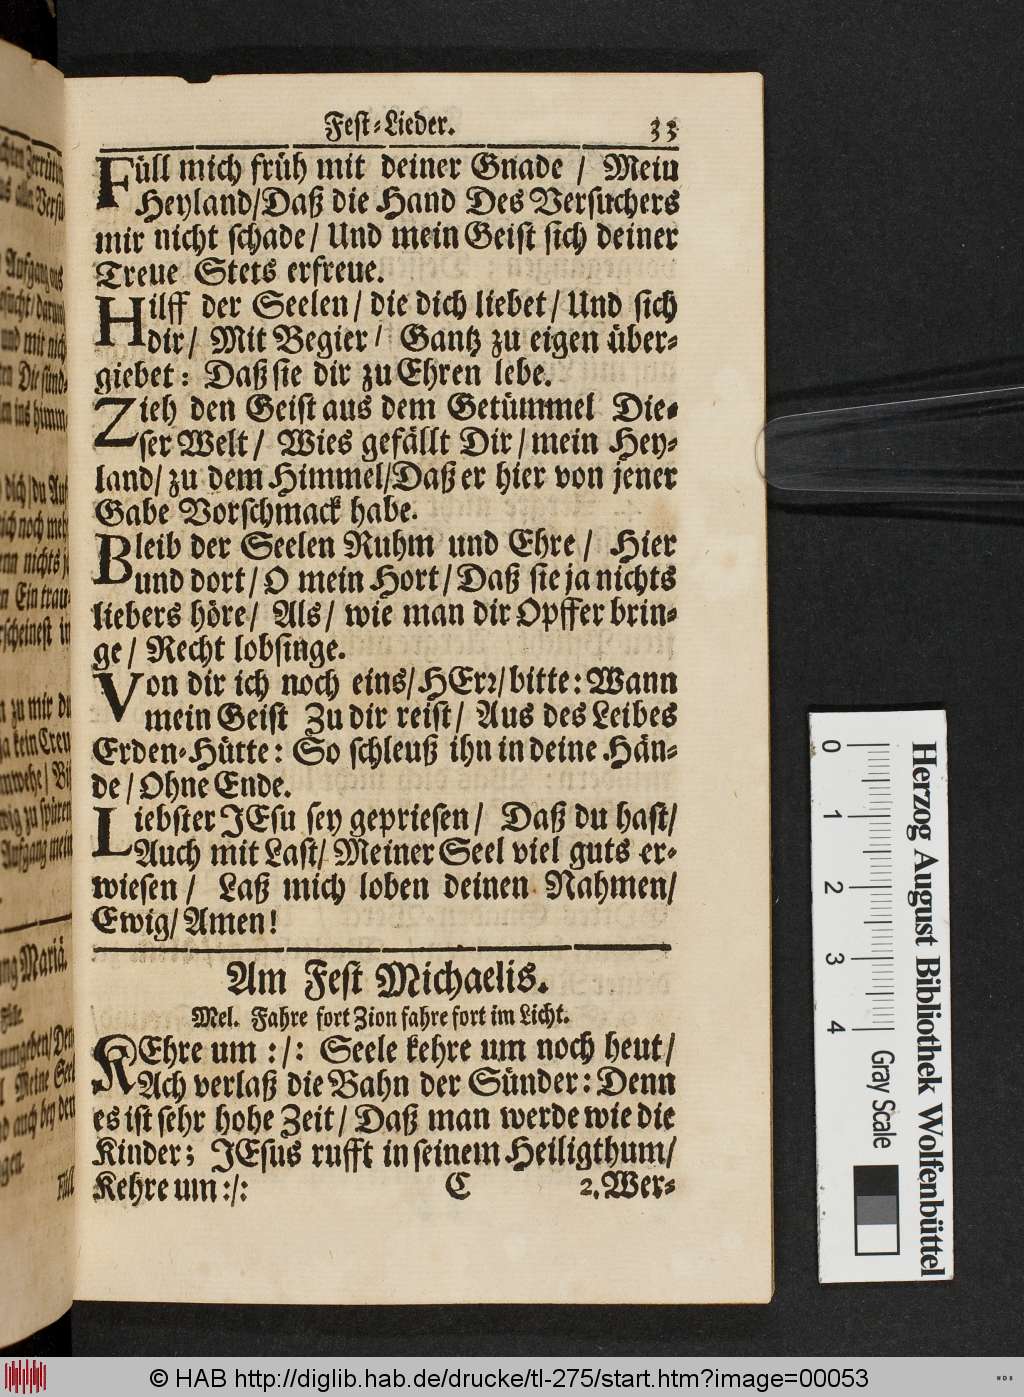 Fest-Lieder. 33
Füll mich früh mit deiner Gnade / Mein
Heyland/Daß die Hand Des Versuchers
mir nicht schade/ Und mein Geist sich deiner
Treue Stets erfreue.
Hilff der Seelen/ die dich liebet/ Und sich
dir/ Mit Begier/ Gantz zu eigen über-
giebet: Daß sie dir zu Ehren lebe.
Zieh den Geist aus dem Getümmel Die-
ser Welt/ Wies gefällt Dir/ mein Hey-
land/ zu dem Himmel/Daß er hier von jener
Gabe Vorschmack habe.
Bleib der Seelen Ruhm und Ehre/ Hier
und dort/ O mein Hort/ Daß sie ja nichts
liebers höre/ Als/ wie man dir Opffer brin-
ge/ Recht lobsinge.
Von dir ich noch eins/ HErr/ bitte: Wann
mein Geist Zu dir reist/ Aus des Leibes
Erden-Hütte: So schleuß ihn in deine Hän-
de/ Ohne Ende.
Liebster JEsu sey gepriesen/ Daß du hast/
Auch mit Last/ Meiner Seel viel guts er-
wiesen/ Laß mich loben deinen Nahmen/
Ewig/ Amen!
Am Fest Michaelis.
Mel. Fahre fort Zion fahre fort im Licht.
KEhre um :/: Seele kehre um noch heut/
Ach verlaß die Bahn der Sünder: Denn
es ist sehr hohe Zeit/ Daß man werde wie die
Kinder; JEsus rufft in seinem Heiligthum/
Kehre um :/:
C 2. Wer-
0 1 2 3 4
Gray Scale
Herzog August Bibliothek Wolfenbüttel
© HAB http://diglib.hab.de/drucke/tl-275/start.htm?image=00053